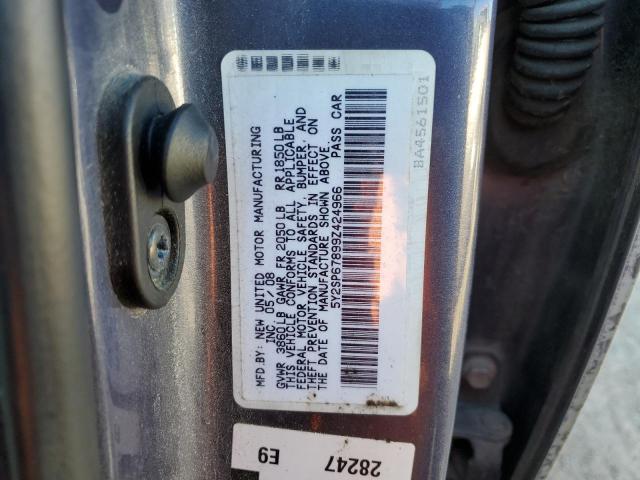 MFD.BY: NEW UNITED MOTOR MANUFACTURING
INC 05/08
GVWR 3860LB GAWR FR 2050LB RR 1850LB
THIS VEHICLE CONFORMS TO ALL APPLICABLE
FEDERAL MOTOR VEHICLE SAFETY, BUMPER, AND
THEFT PREVENTION STANDARDS IN EFFECT ON
THE DATE OF MANUFACTURE SHOWN ABOVE.
5Y2SP67899Z424966 PASS CAR
8A4561501
28247
E9